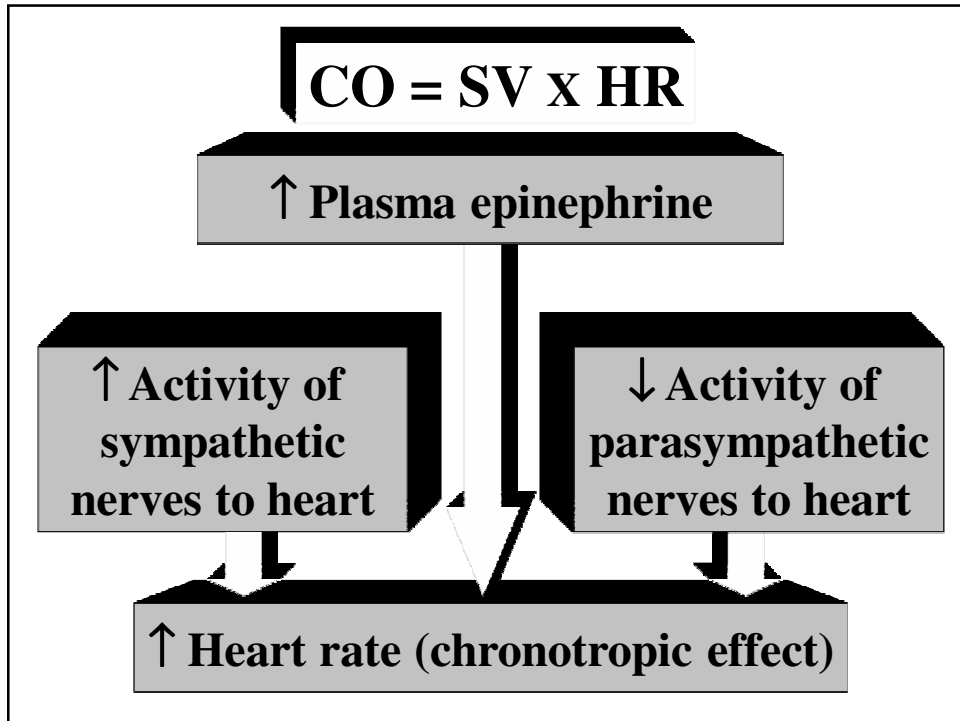 CO = SV X HR
↑ Plasma epinephrine
↑ Activity of
sympathetic
nerves to heart
↓ Activity of
parasympathetic
nerves to heart
↑ Heart rate (chronotropic effect)